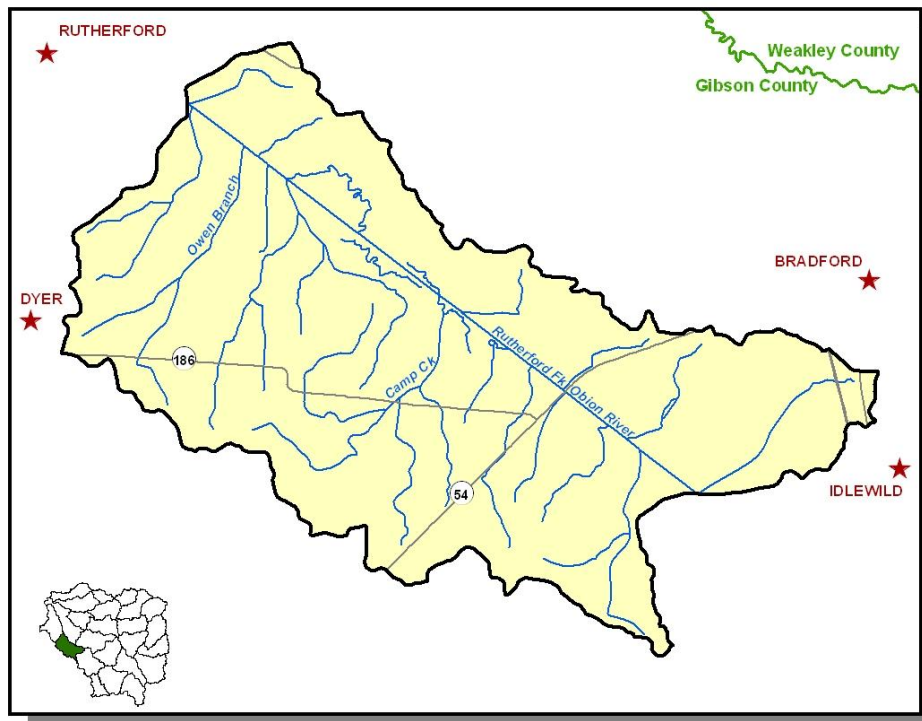 RUTHERFORD
Weakley County
Gibson County
Owen Branch
BRADFORD
DYER
Rutherford Fk Obion River
186
Camp Ck
54
IDLEWILD